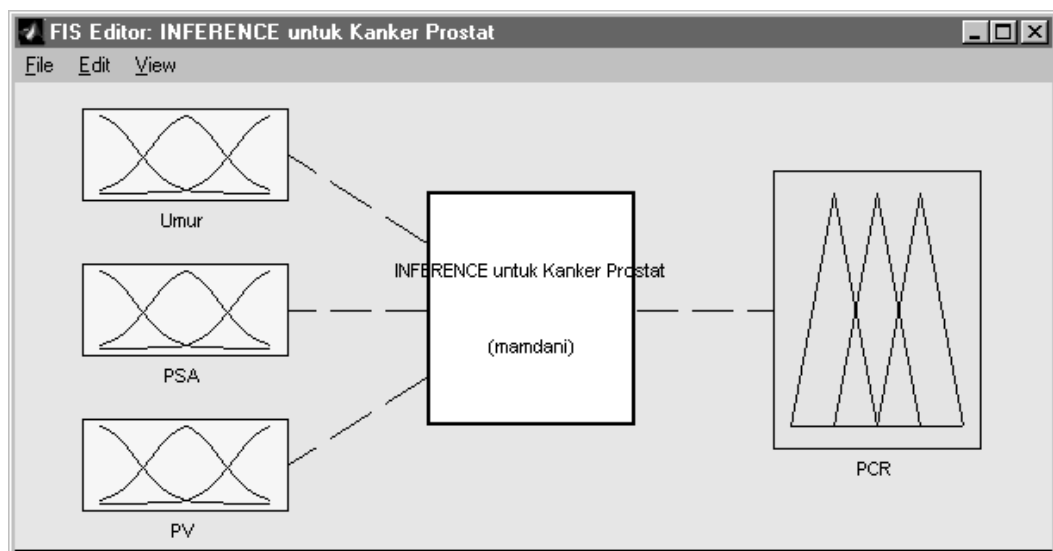 FIS Editor: INFERENCE untuk Kanker Prostat
File Edit View
Umur
PSA
PV
INFERENCE untuk Kanker Prostat
(mamdani)
PCR